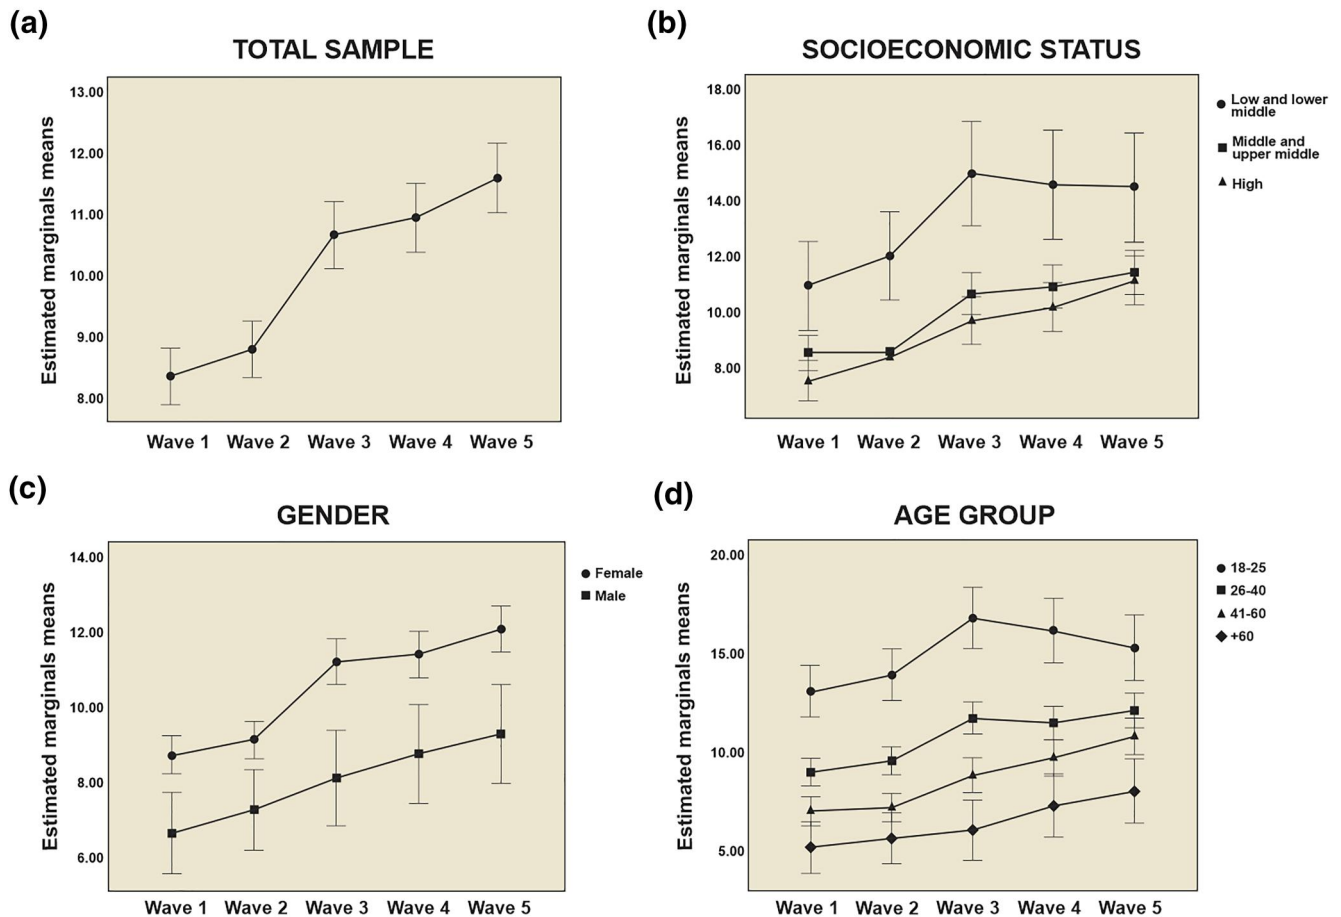 (a)
TOTAL SAMPLE
Estimated marginals means
13.00
12.00
11.00
10.00
9.00
8.00
Wave 1 Wave 2 Wave 3 Wave 4 Wave 5
(b)
SOCIOECONOMIC STATUS
Estimated marginals means
18.00
16.00
14.00
12.00
10.00
8.00
Wave 1 Wave 2 Wave 3 Wave 4 Wave 5
Low and lower
middle
Middle and
upper middle
High
(c)
GENDER
Estimated marginals means
14.00
12.00
10.00
8.00
6.00
Wave 1 Wave 2 Wave 3 Wave 4 Wave 5
Female
Male
(d)
AGE GROUP
Estimated marginals means
20.00
15.00
10.00
5.00
Wave 1 Wave 2 Wave 3 Wave 4 Wave 5
18-25
26-40
41-60
+60